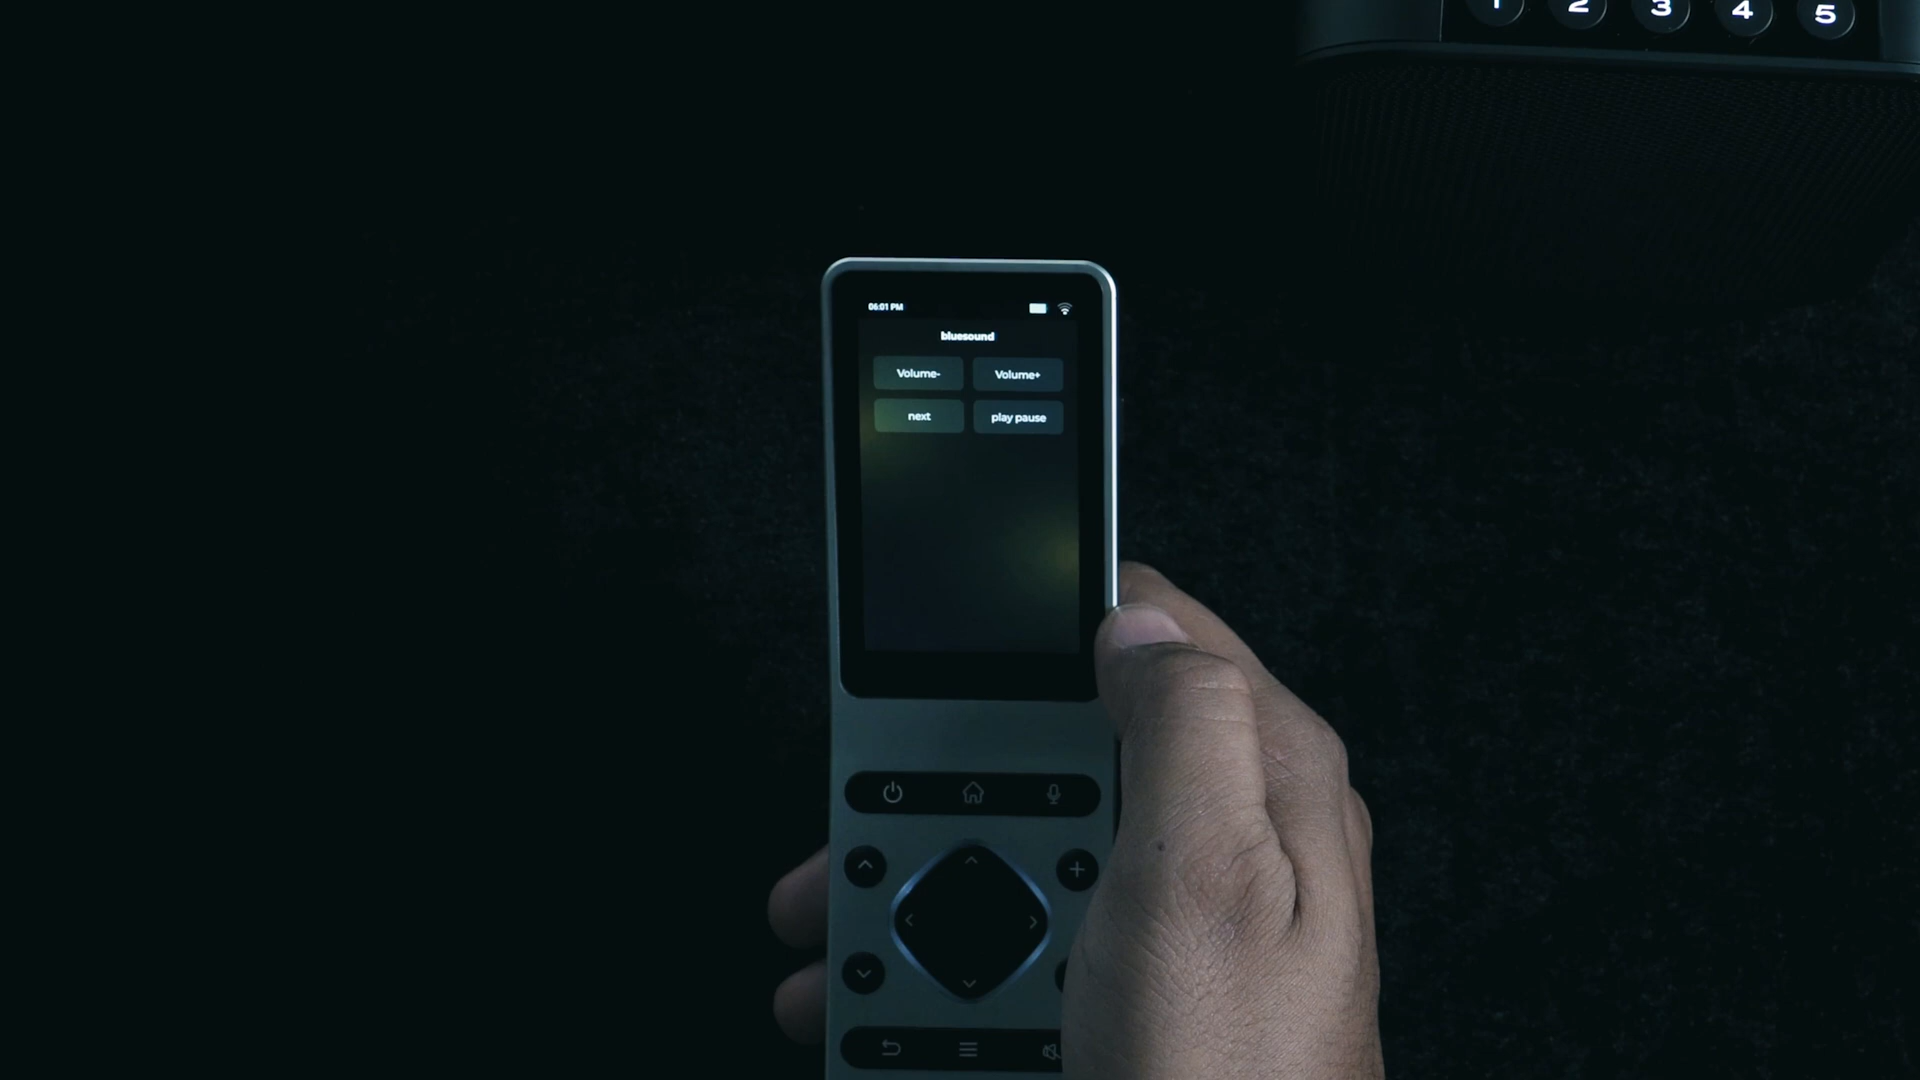 1 2 3 4 5
06:01 PM
bluesound
Volume- Volume+
next play pause